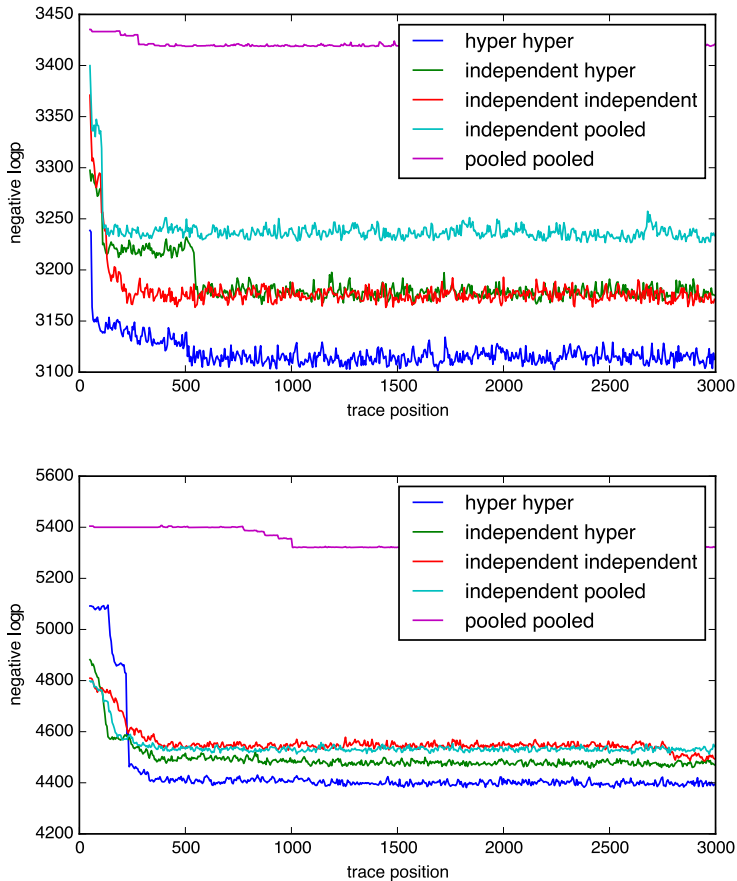 3450
3400
3350
3300
3250
3200
3150
3100
negative logp
hyper hyper
independent hyper
independent independent
independent pooled
pooled pooled
0 500 1000 1500 2000 2500 3000
trace position
5600
5400
5200
5000
4800
4600
4400
4200
negative logp
hyper hyper
independent hyper
independent independent
independent pooled
pooled pooled
0 500 1000 1500 2000 2500 3000
trace position